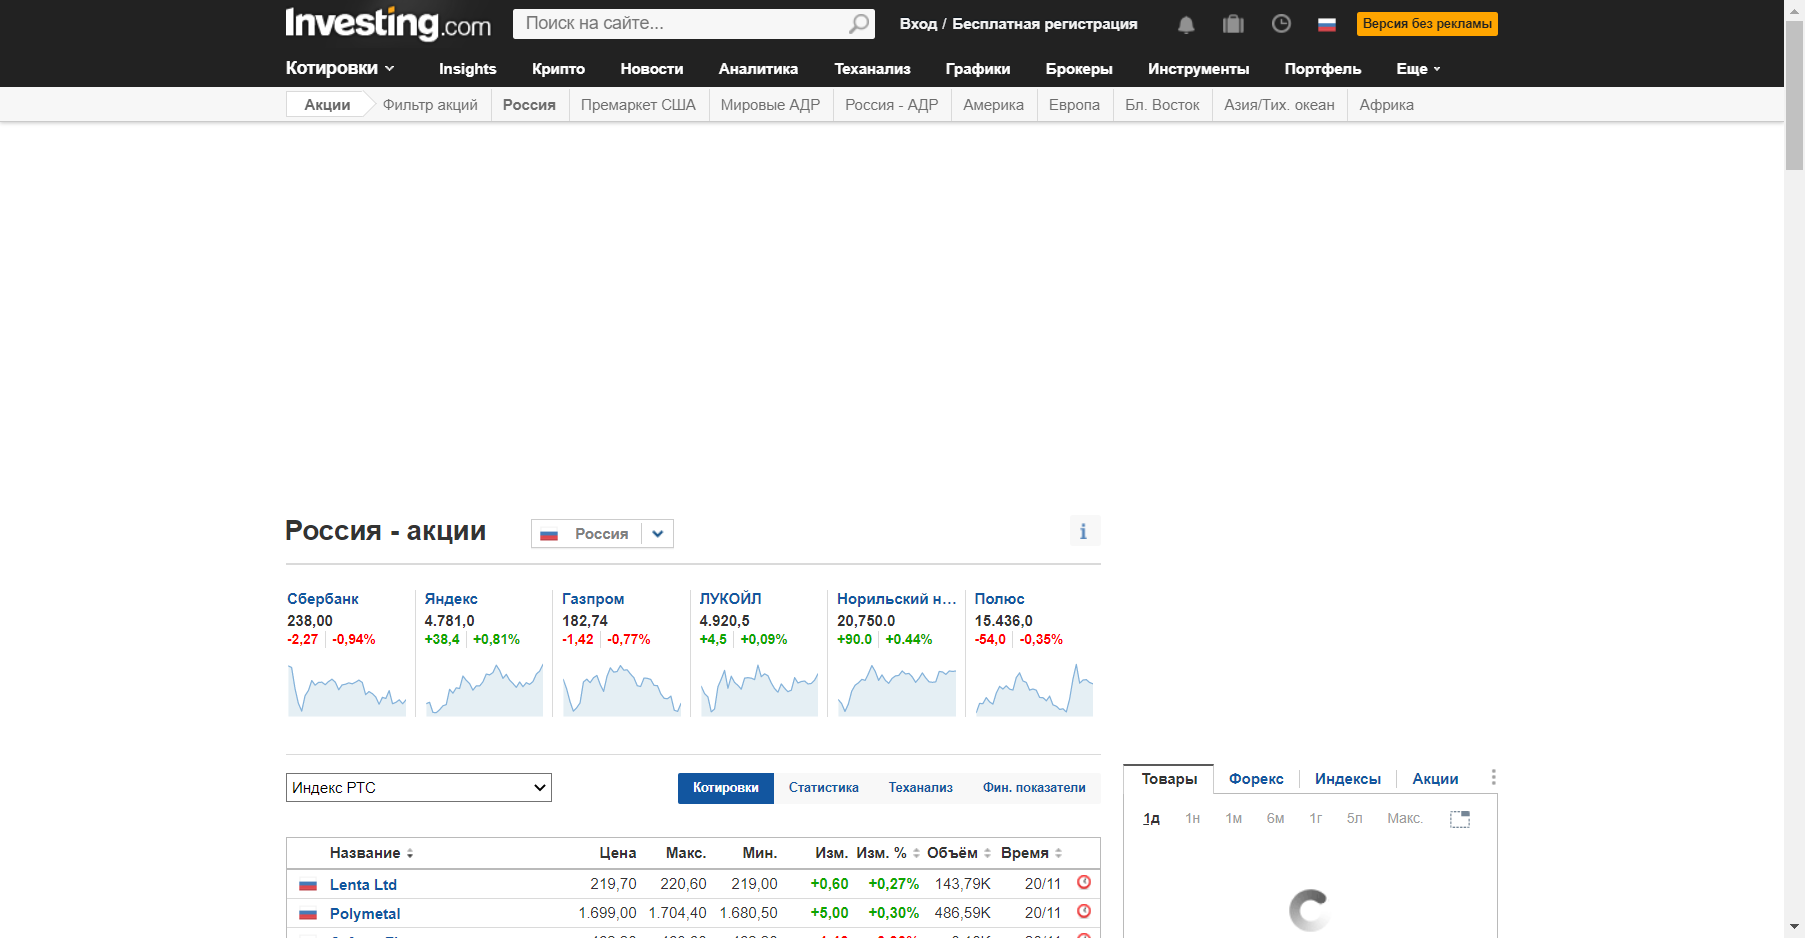 Investing.com
Поиск на сайте...
Вход / Бесплатная регистрация
Версия без рекламы
Котировки Insights Крипто Новости Аналитика Теханализ Графики Брокеры Инструменты Портфель Еще
Акции Фильтр акций Россия Премаркет США Мировые АДР Россия - АДР Америка Европа Бл. Восток Азия/Тих. океан Африка
Россия - акции
Россия
i
Сбербанк
238,00
-2,27 -0,94%
Яндекс
4.781,0
+38,4 +0,81%
Газпром
182,74
-1,42 -0,77%
ЛУКОЙЛ
4.920,5
+4,5 +0,09%
Норильский н...
20,750.0
+90.0 +0.44%
Полюс
15.436,0
-54,0 -0,35%
Индекс РТС
Котировки Статистика Теханализ Фин. показатели
Название Цена Макс. Мин. Изм. Изм. % Объём Время
Lenta Ltd 219,70 220,60 219,00 +0,60 +0,27% 143,79K 20/11
Polymetal 1.699,00 1.704,40 1.680,50 +5,00 +0,30% 486,59K 20/11
Товары Форекс Индексы Акции
1д 1н 1м 6м 1г 5л Макс.